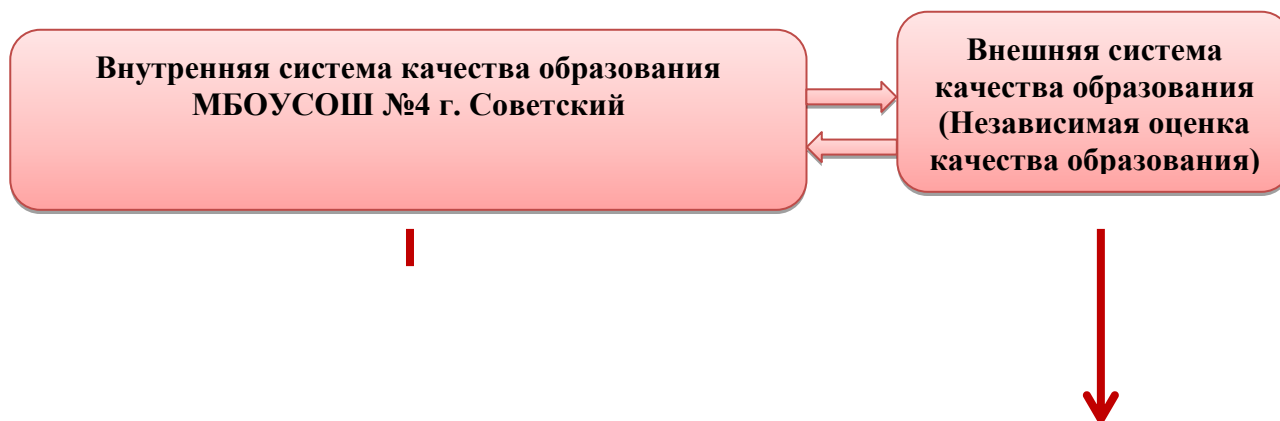 Внутренняя система качества образования
МБОУСОШ №4 г. Советский
Внешняя система
качества образования
(Независимая оценка
качества образования)